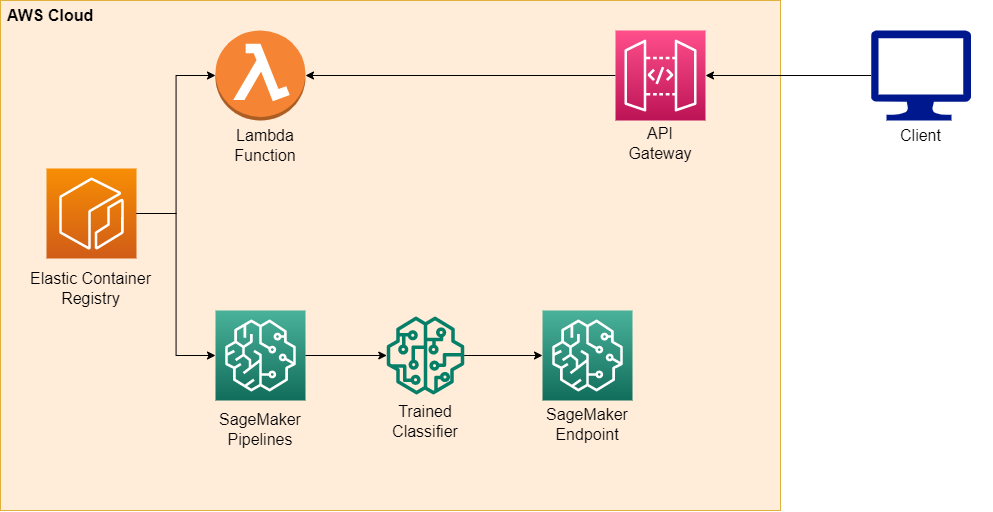 AWS Cloud
Lambda
Function
API
Gateway
Client
</>
Elastic Container
Registry
SageMaker
Pipelines
Trained
Classifier
SageMaker
Endpoint